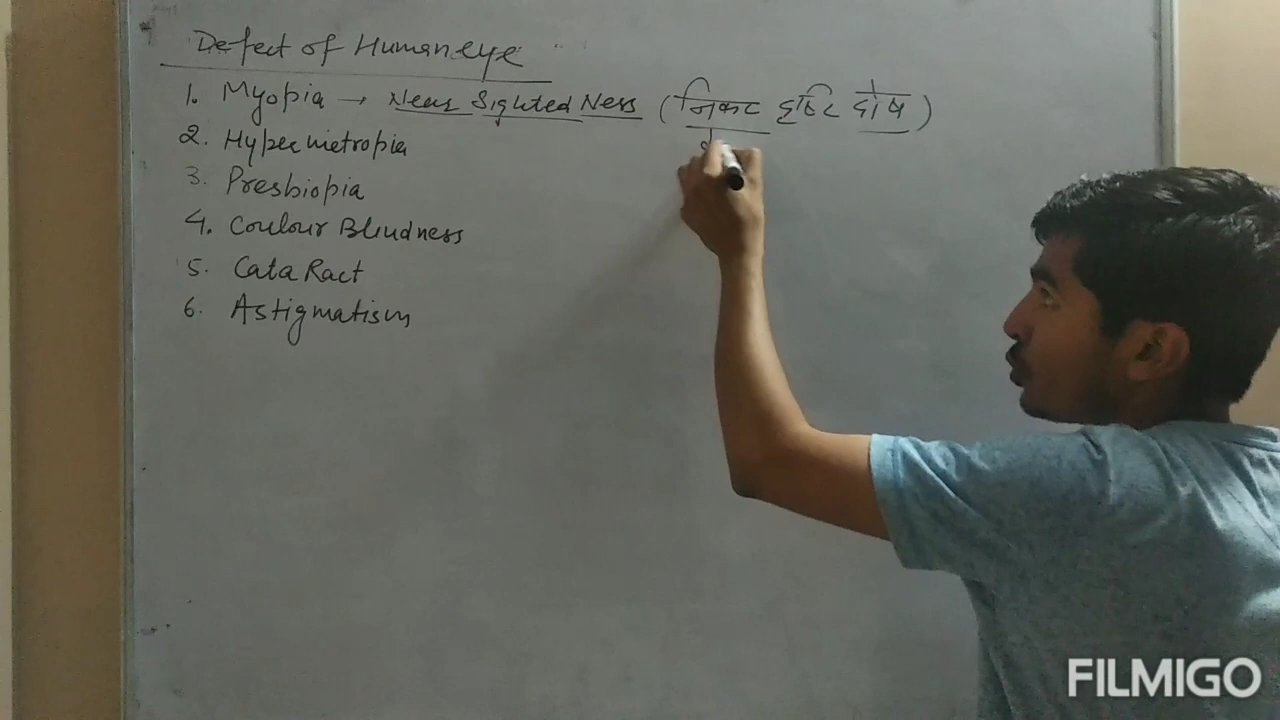 Defect of Human eye
1. Myopia → Near Sighted Ness (निकट दृष्टि दोष)
2. Hypermetropia
3. Presbiopia
4. Coulour Blindness
5. Cata Ract
6. Astigmatism
FILMIGO